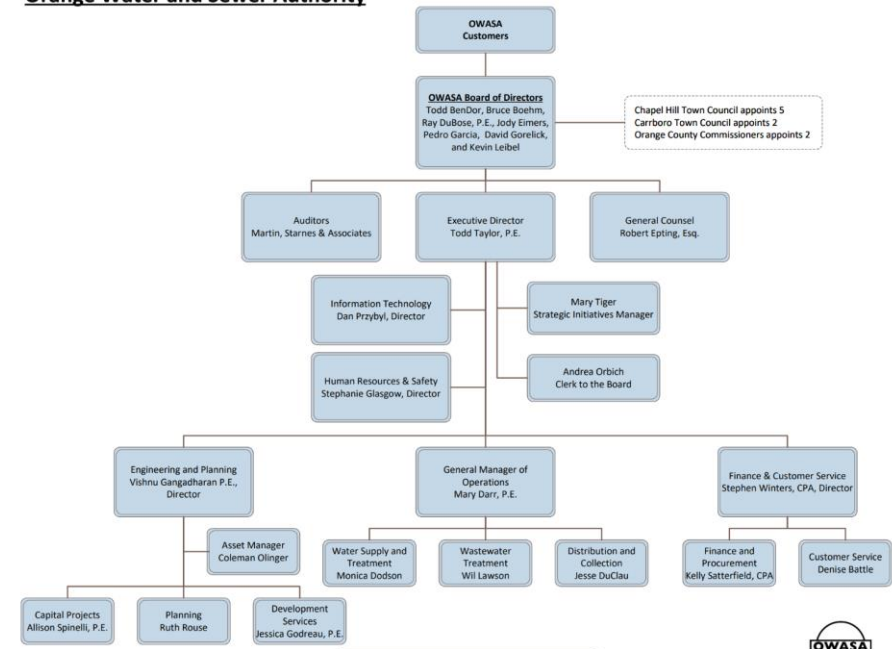 Orange Water and Sewer Authority
OWASA
Customers
OWASA Board of Directors
Todd BenDor, Bruce Boehm,
Ray DuBose, P.E., Jody Eimers,
Pedro Garcia, David Gorelick,
and Kevin Leibel
Chapel Hill Town Council appoints 5
Carrboro Town Council appoints 2
Orange County Commissioners appoints 2
Auditors
Martin, Starnes & Associates
Executive Director
Todd Taylor, P.E.
General Counsel
Robert Epting, Esq.
Information Technology
Dan Przybyl, Director
Mary Tiger
Strategic Initiatives Manager
Human Resources & Safety
Stephanie Glasgow, Director
Andrea Orbich
Clerk to the Board
Engineering and Planning
Vishnu Gangadharan P.E.,
Director
General Manager of
Operations
Mary Darr, P.E.
Finance & Customer Service
Stephen Winters, CPA, Director
Asset Manager
Coleman Olinger
Water Supply and
Treatment
Monica Dodson
Wastewater
Treatment
Wil Lawson
Distribution and
Collection
Jesse DuClau
Finance and
Procurement
Kelly Satterfield, CPA
Customer Service
Denise Battle
Capital Projects
Allison Spinelli, P.E.
Planning
Ruth Rouse
Development
Services
Jessica Godreau, P.E.
OWASA